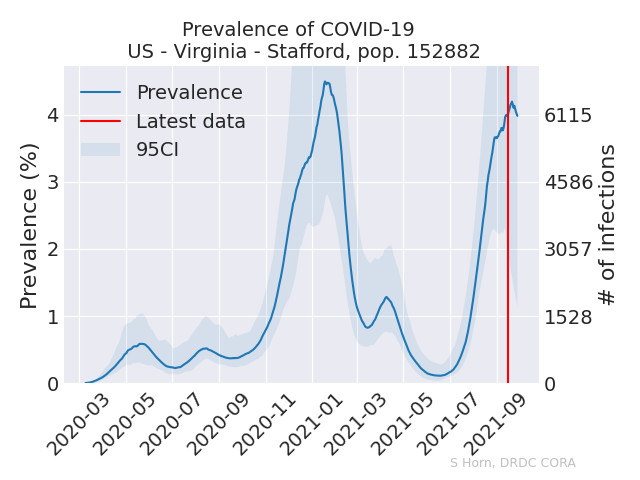 Prevalence of COVID-19
US - Virginia - Stafford, pop. 152882
Prevalence
Latest data
95CI
Prevalence (%)
4
3
2
1
0
6115
4586
3057
1528
0
# of infections
2020-03
2020-05
2020-07
2020-09
2020-11
2021-01
2021-03
2021-05
2021-07
2021-09
S Horn, DRDC CORA